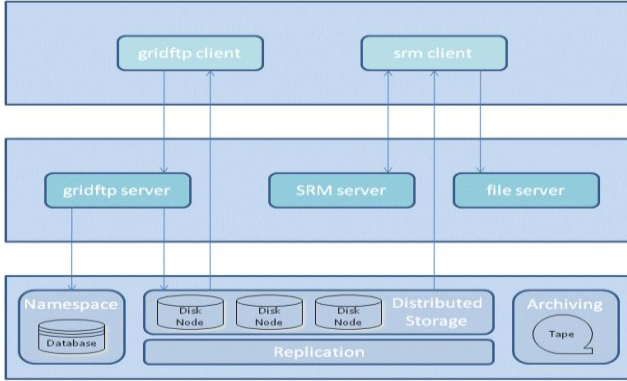 gridftp client
srm client
gridftp server
SRM server
file server
Namespace
Database
Disk
Node
Disk
Node
Disk
Node
Distributed
Storage
Replication
Archiving
Tape